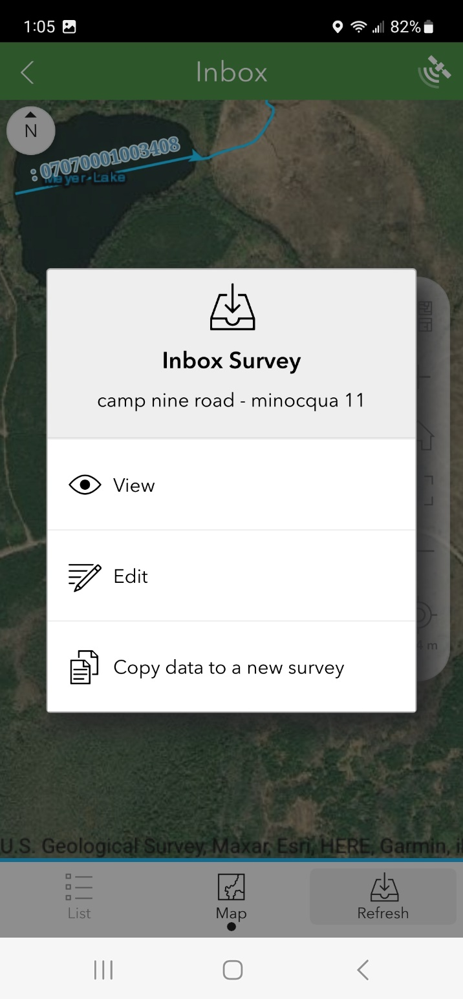 1:05 82%
Inbox
N
: 07070001003408
Meyer-Lake
Inbox Survey
camp nine road - minocqua 11
View
Edit
4 m
Copy data to a new survey
U.S. Geological Survey, Maxar, Esri, HERE, Garmin, i
List Map Refresh